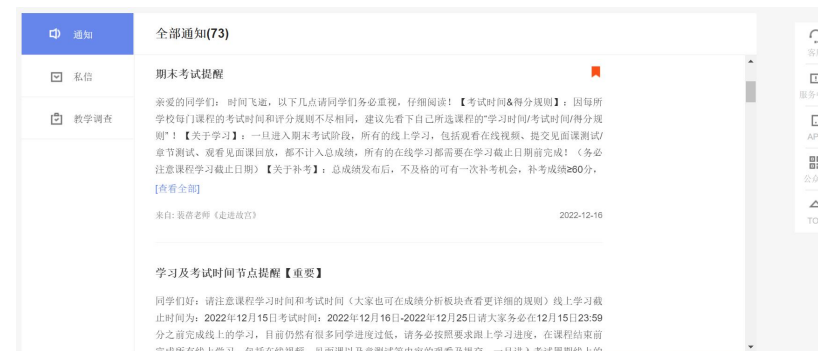 通知
私信
教学调查
全部通知(73)
期末考试提醒
亲爱的同学们： 时间飞逝，以下几点请同学们务必重视，仔细阅读！【考试时间&得分规则】：因每所
学校每门课程的考试时间和评分规则不尽相同，建议先看下自己所选课程的“学习时间/考试时间/得分规
则”！【关于学习】：一旦进入期末考试阶段，所有的线上学习，包括观看在线视频、提交见面课测试/
章节测试、观看见面课回放，都不计入总成绩，所有的在线学习都需要在学习截止日期前完成！（务必
注意课程学习截止日期）【关于补考】：总成绩发布后，不及格的可有一次补考机会，补考成绩≥60分，
[查看全部]
来自: 裴蓓老师《走进故宫》
2022-12-16
学习及考试时间节点提醒【重要】
同学们好：请注意课程学习时间和考试时间（大家也可在成绩分析板块查看更详细的规则）线上学习截
止时间为：2022年12月15日考试时间：2022年12月16日-2022年12月25日请大家务必在12月15日23:59
分之前完成线上的学习，目前仍然有很多同学进度过低，请务必按照要求跟上学习进度，在课程结束前
服务
AP
公众
TO